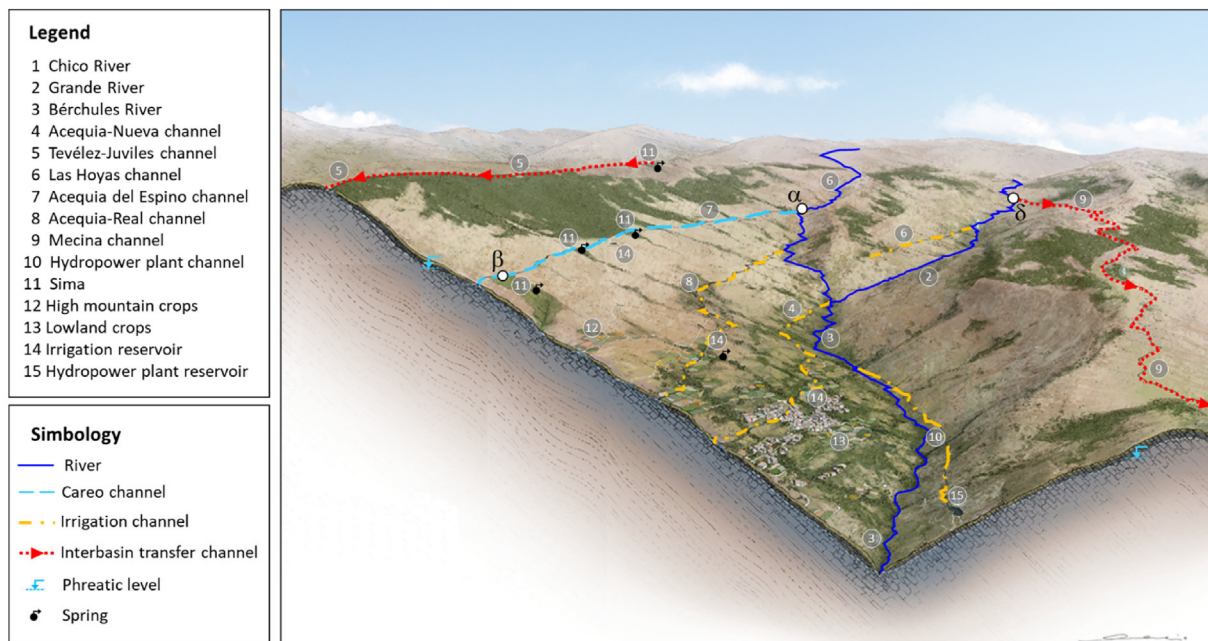 Legend
1 Chico River
2 Grande River
3 Bérchules River
4 Acequia-Nueva channel
5 Tevélez-Juviles channel
6 Las Hoyas channel
7 Acequia del Espino channel
8 Acequia-Real channel
9 Mecina channel
10 Hydropower plant channel
11 Sima
12 High mountain crops
13 Lowland crops
14 Irrigation reservoir
15 Hydropower plant reservoir
Simbology
River
Careo channel
Irrigation channel
Interbasin transfer channel
Phreatic level
Spring
11
5
5
6
α
9
δ
7
11
6
11
14
β
2
11
8
4
12
3
14
9
14
10
13
15
3